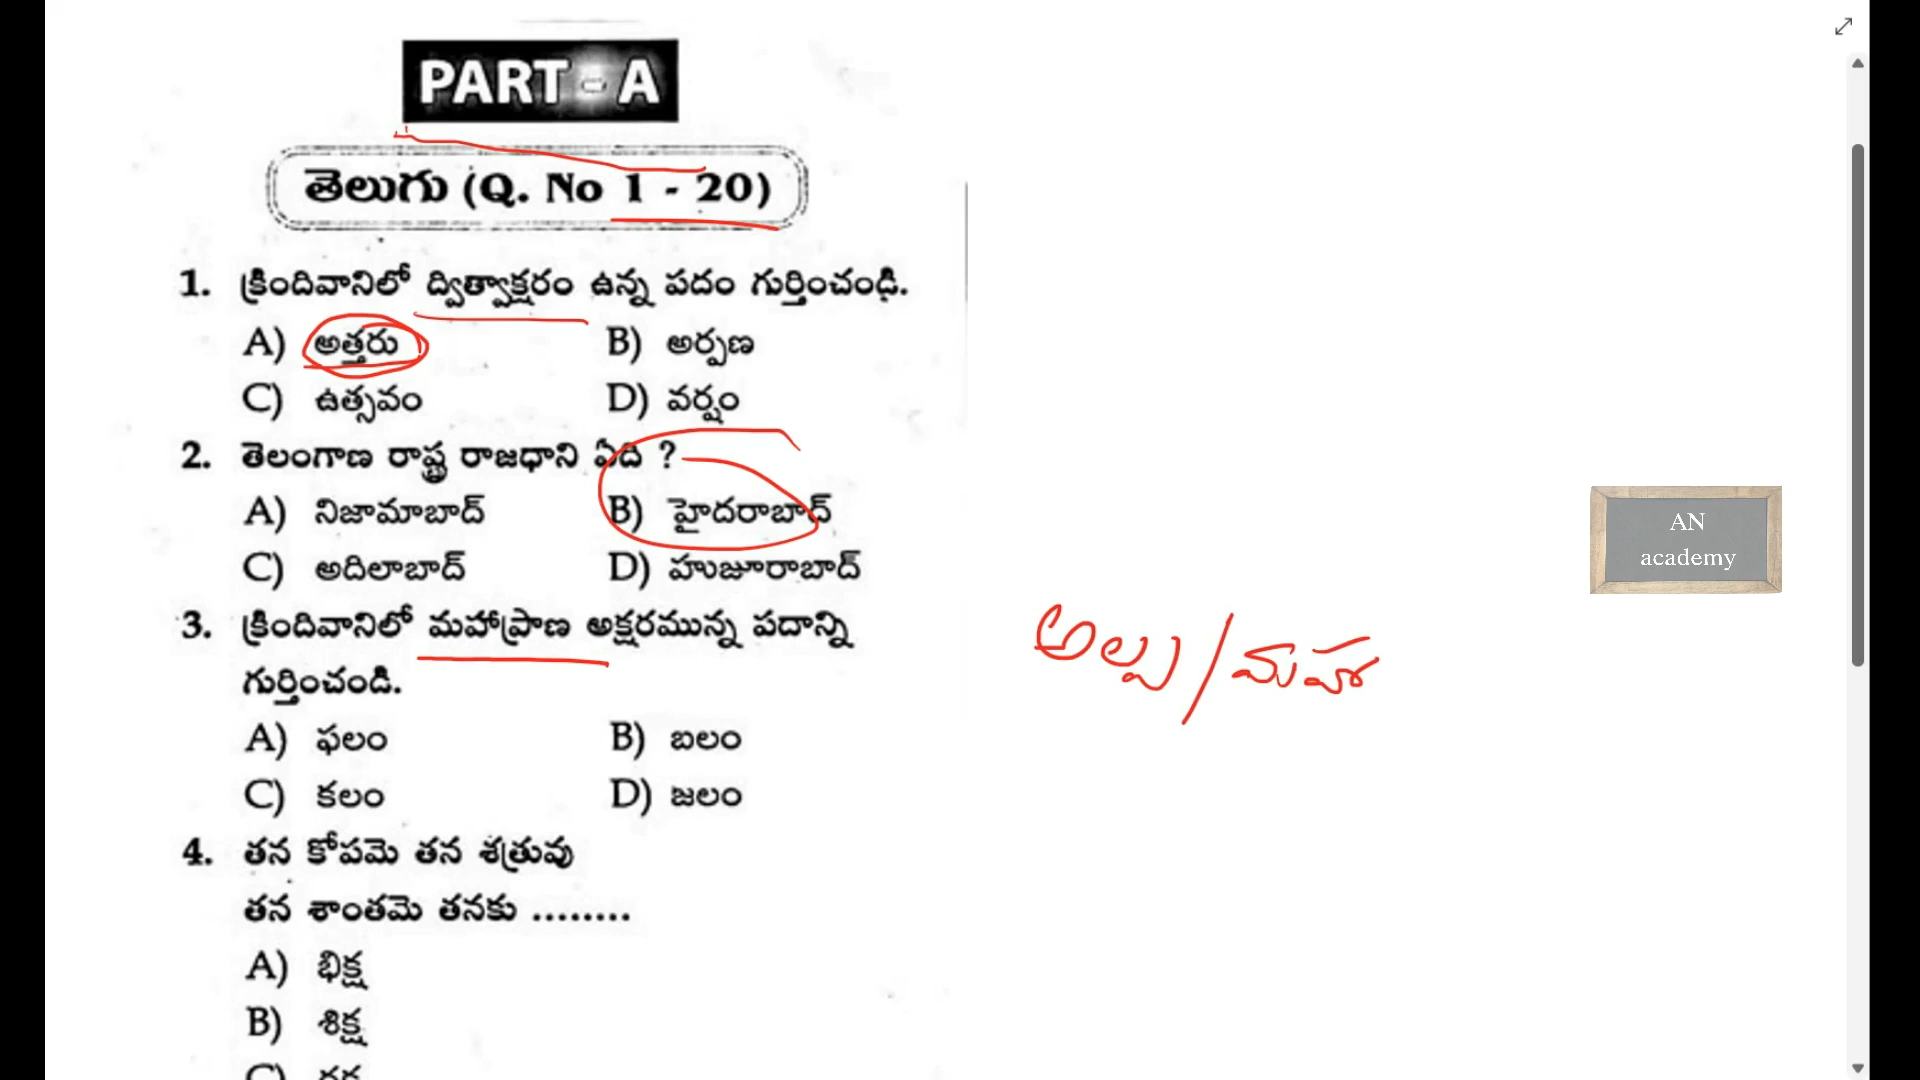 PART - A
తెలుగు (Q. No 1 - 20)
1. క్రిందివానిలో ద్విత్వాక్షరం ఉన్న పదం గుర్తించండి.
A) అత్తరు B) అర్పణ
C) ఉత్సవం D) వర్షం
2. తెలంగాణ రాష్ట్ర రాజధాని ఏది ?
A) నిజామాబాద్ B) హైదరాబాద్
C) అదిలాబాద్ D) హుజూరాబాద్
3. క్రిందివానిలో మహాప్రాణ అక్షరమున్న పదాన్ని
గుర్తించండి.
A) ఫలం B) బలం
C) కలం D) జలం
4. తన కోపమె తన శత్రువు
తన శాంతమె తనకు ........
A) భిక్ష
B) శిక్ష
C)
అల్ప/మహా
AN
academy